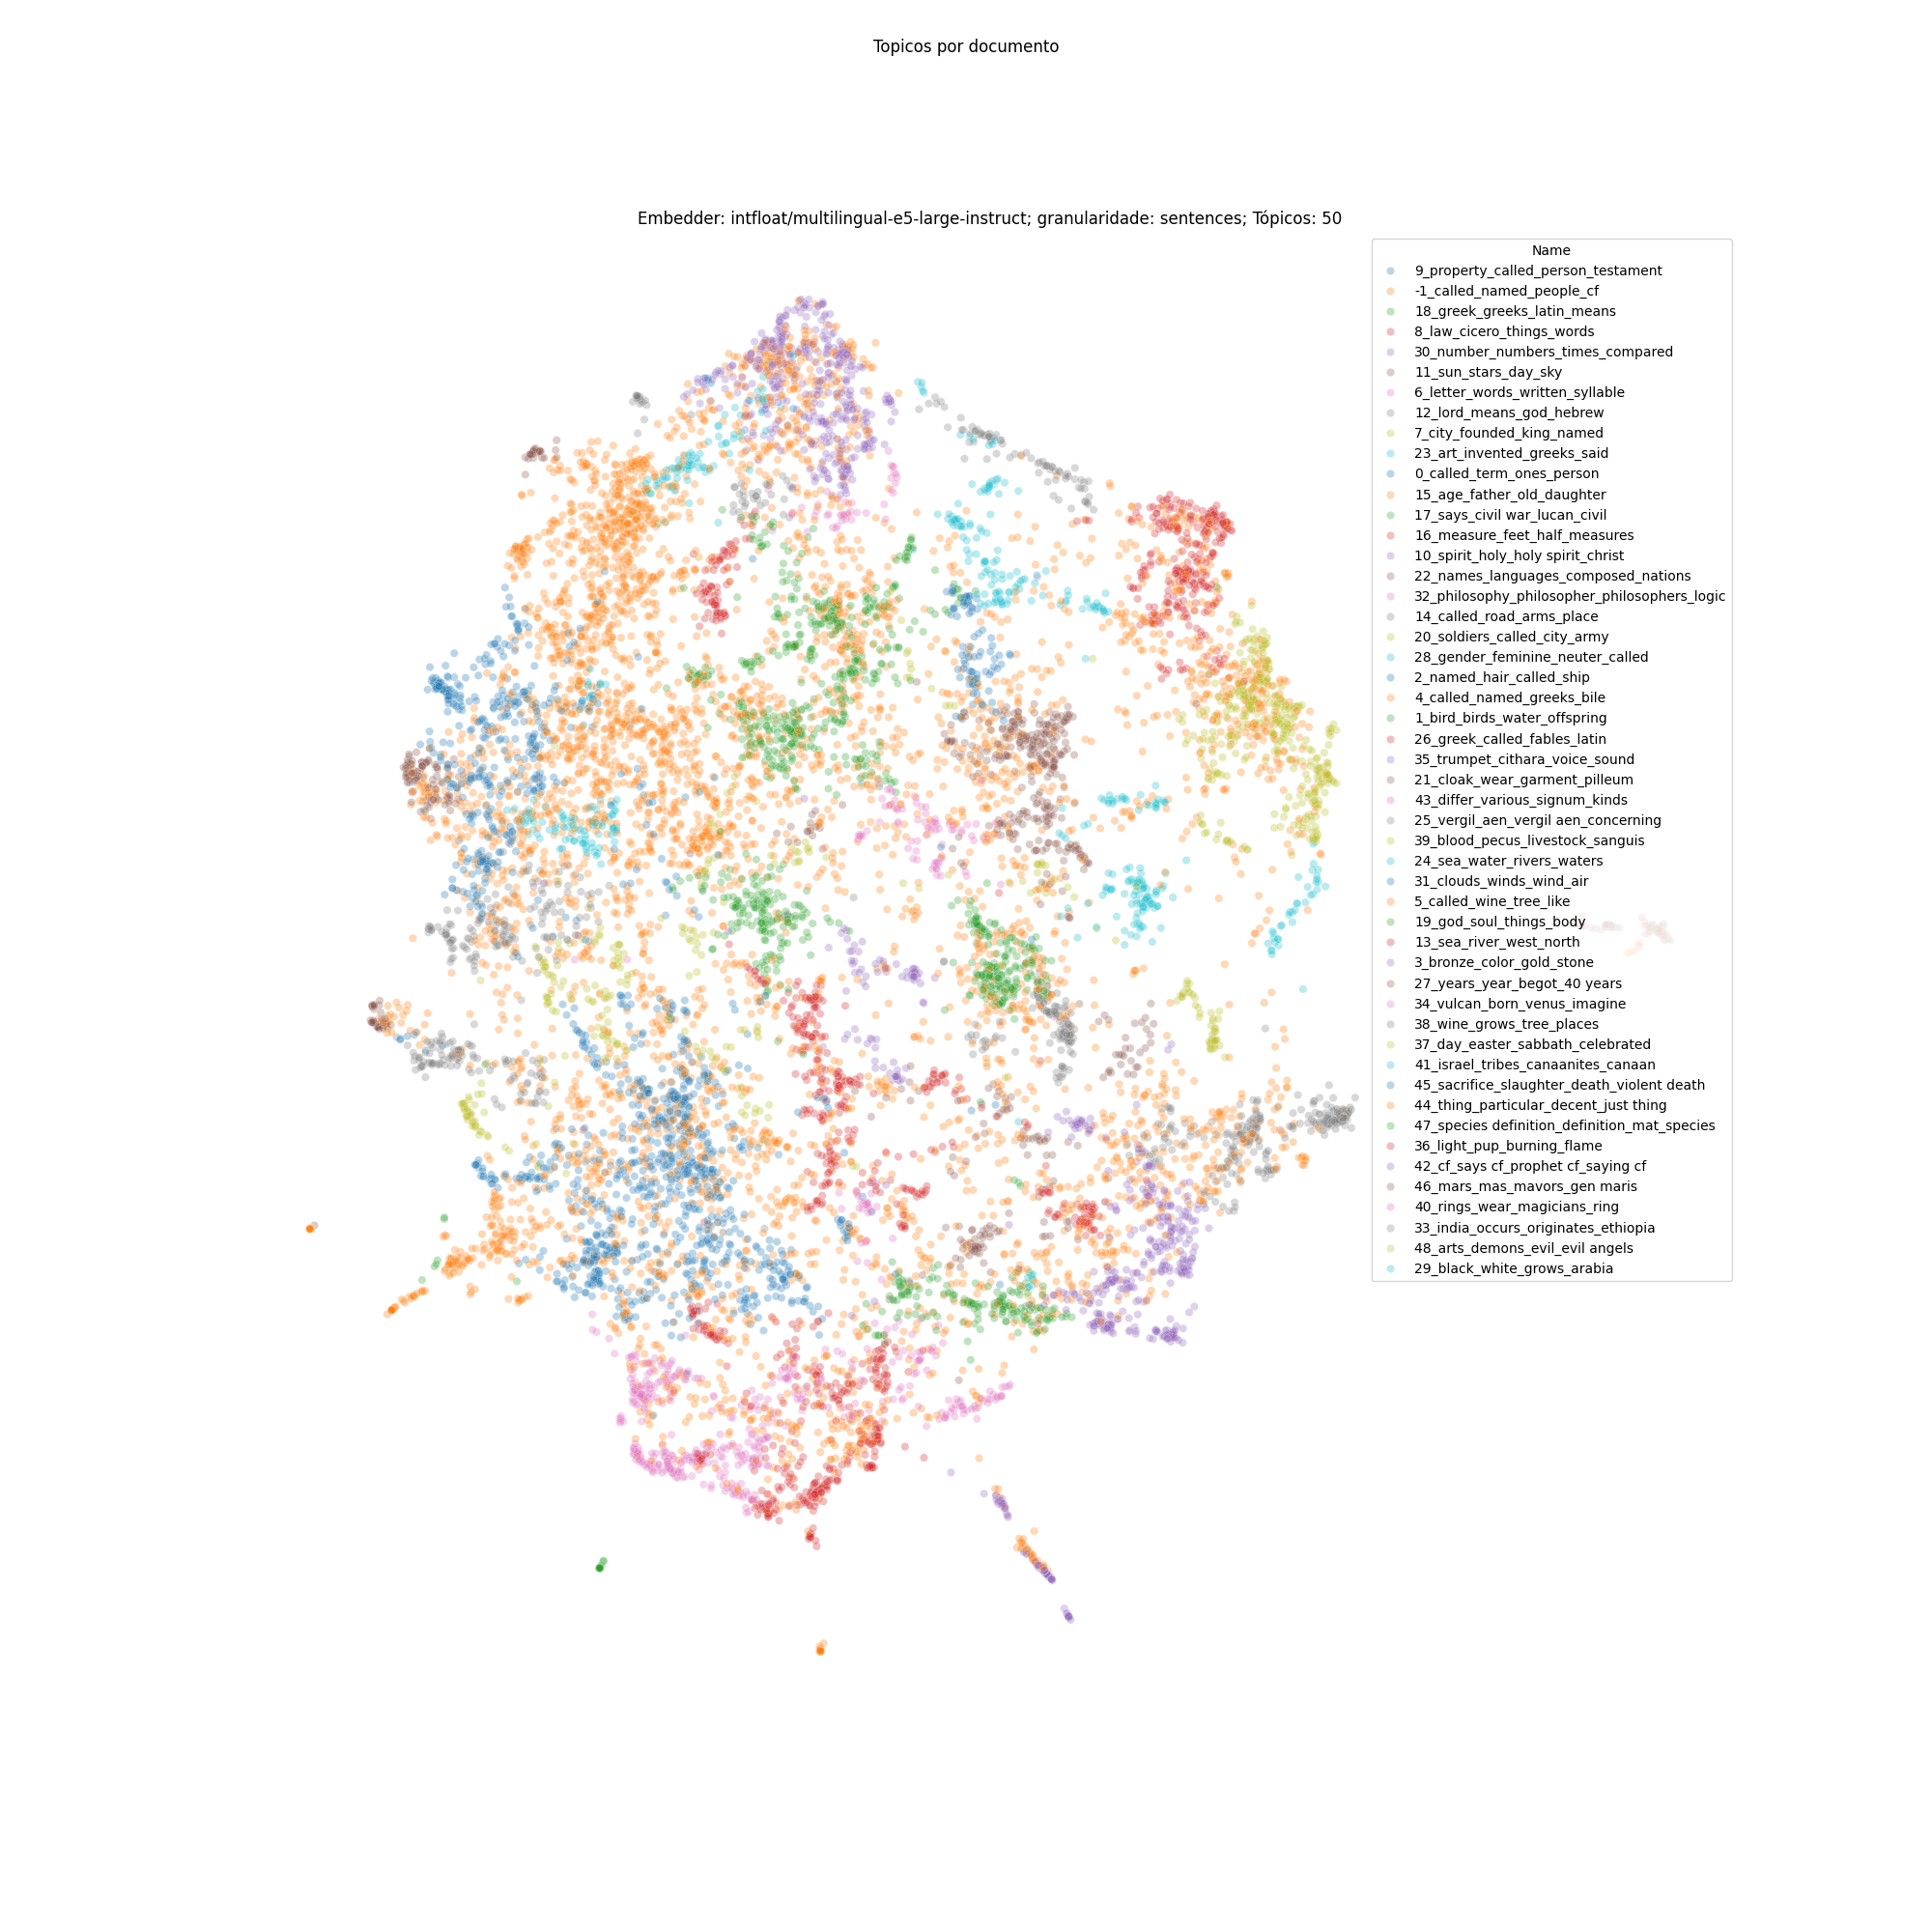 Topicos por documento
Embedder: intfloat/multilingual-e5-large-instruct; granularidade: sentences; Tópicos: 50
Name
9_property_called_person_testament
-1_called_named_people_cf
18_greek_greeks_latin_means
8_law_cicero_things_words
30_number_numbers_times_compared
11_sun_stars_day_sky
6_letter_words_written_syllable
12_lord_means_god_hebrew
7_city_founded_king_named
23_art_invented_greeks_said
0_called_term_ones_person
15_age_father_old_daughter
17_says_civil war_lucan_civil
16_measure_feet_half_measures
10_spirit_holy_holy spirit_christ
22_names_languages_composed_nations
32_philosophy_philosopher_philosophers_logic
14_called_road_arms_place
20_soldiers_called_city_army
28_gender_feminine_neuter_called
2_named_hair_called_ship
4_called_named_greeks_bile
1_bird_birds_water_offspring
26_greek_called_fables_latin
35_trumpet_cithara_voice_sound
21_cloak_wear_garment_pilleum
43_differ_various_signum_kinds
25_vergil_aen_vergil aen_concerning
39_blood_pecus_livestock_sanguis
24_sea_water_rivers_waters
31_clouds_winds_wind_air
5_called_wine_tree_like
19_god_soul_things_body
13_sea_river_west_north
3_bronze_color_gold_stone
27_years_year_begot_40 years
34_vulcan_born_venus_imagine
38_wine_grows_tree_places
37_day_easter_sabbath_celebrated
41_israel_tribes_canaanites_canaan
45_sacrifice_slaughter_death_violent death
44_thing_particular_decent_just thing
47_species definition_definition_mat_species
36_light_pup_burning_flame
42_cf_says cf_prophet cf_saying cf
46_mars_mas_mavors_gen maris
40_rings_wear_magicians_ring
33_india_occurs_originates_ethiopia
48_arts_demons_evil_evil angels
29_black_white_grows_arabia